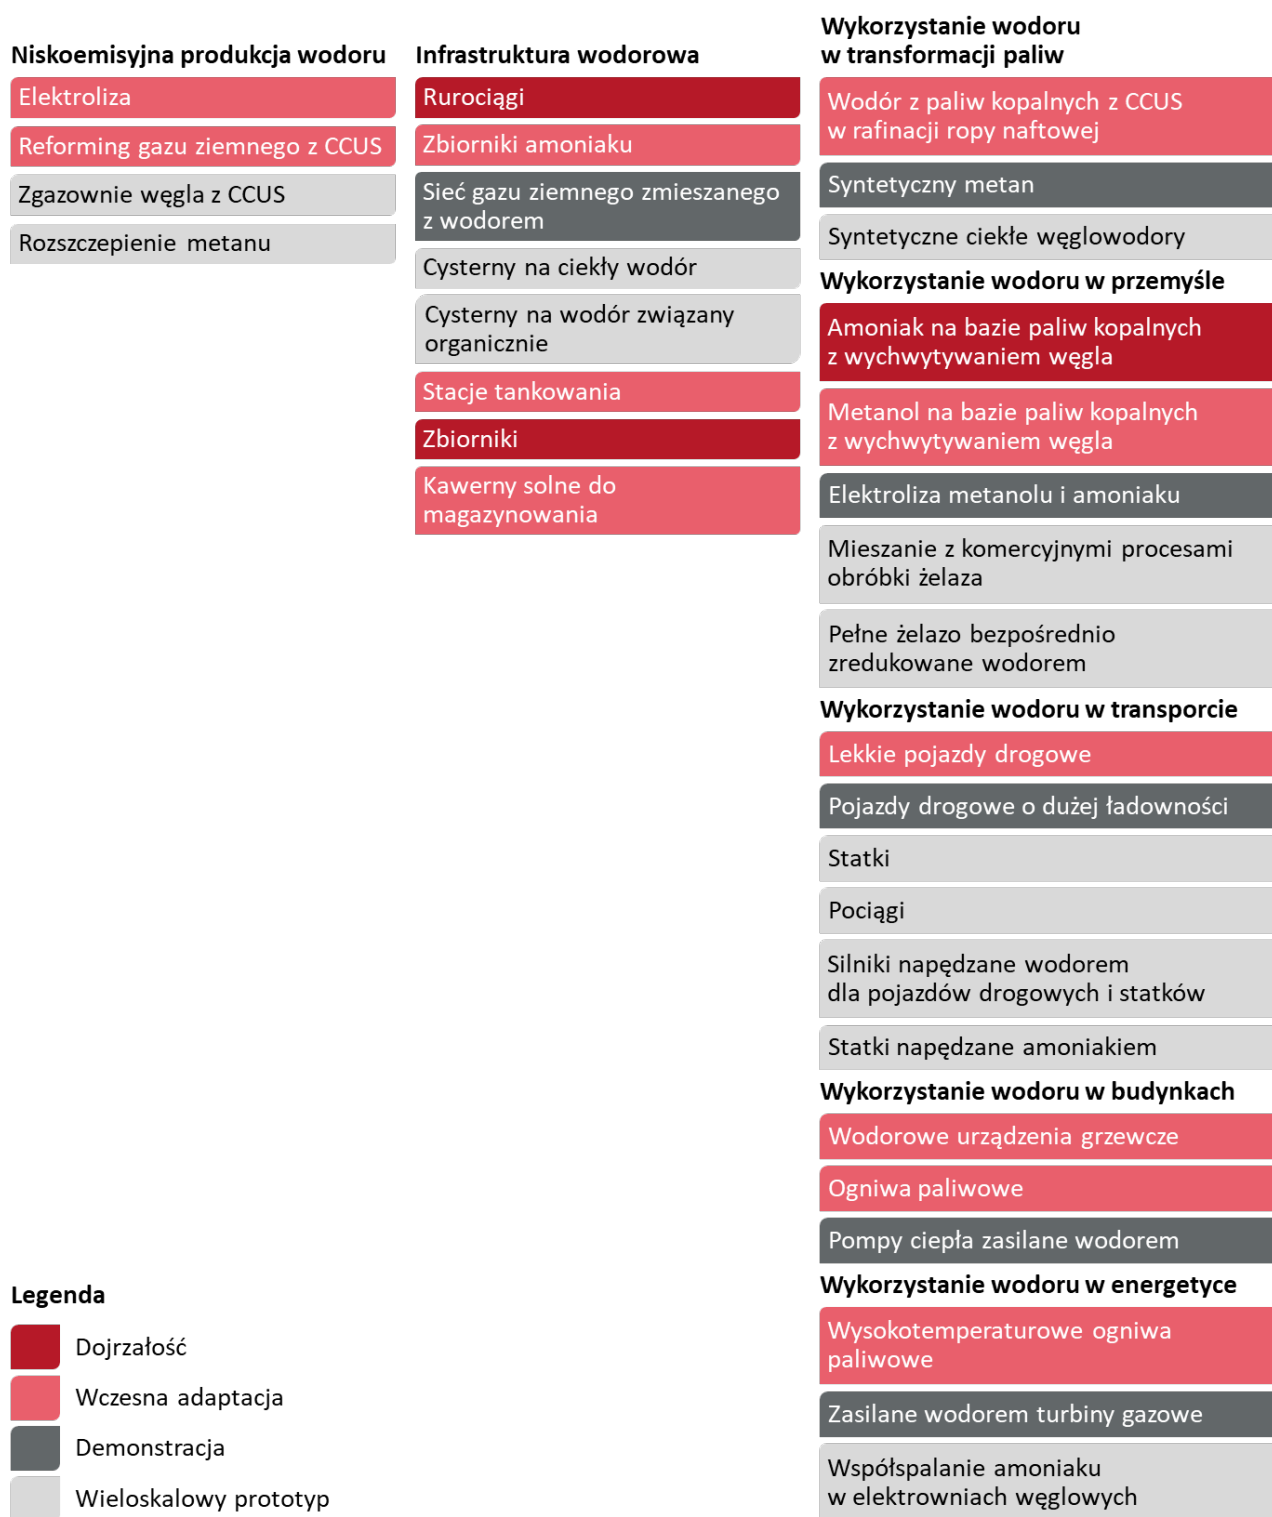 Niskoemisyjna produkcja wodoru
Elektroliza
Reforming gazu ziemnego z CCUS
Zgazownie węgla z CCUS
Rozszczepienie metanu
Infrastruktura wodorowa
Rurociągi
Zbiorniki amoniaku
Sieć gazu ziemnego zmieszanego
z wodorem
Cysterny na ciekły wodór
Cysterny na wodór związany
organicznie
Stacje tankowania
Zbiorniki
Kawerny solne do
magazynowania
Wykorzystanie wodoru
w transformacji paliw
Wodór z paliw kopalnych z CCUS
w rafinacji ropy naftowej
Syntetyczny metan
Syntetyczne ciekłe węglowodory
Wykorzystanie wodoru w przemyśle
Amoniak na bazie paliw kopalnych
z wychwytywaniem węgla
Metanol na bazie paliw kopalnych
z wychwytywaniem węgla
Elektroliza metanolu i amoniaku
Mieszanie z komercyjnymi procesami
obróbki żelaza
Pełne żelazo bezpośrednio
zredukowane wodorem
Wykorzystanie wodoru w transporcie
Lekkie pojazdy drogowe
Pojazdy drogowe o dużej ładowności
Statki
Pociągi
Silniki napędzane wodorem
dla pojazdów drogowych i statków
Statki napędzane amoniakiem
Wykorzystanie wodoru w budynkach
Wodorowe urządzenia grzewcze
Ogniwa paliwowe
Pompy ciepła zasilane wodorem
Wykorzystanie wodoru w energetyce
Wysokotemperaturowe ogniwa
paliwowe
Zasilane wodorem turbiny gazowe
Współspalanie amoniaku
w elektrowniach węglowych
Legenda
Dojrzałość
Wczesna adaptacja
Demonstracja
Wieloskalowy prototyp